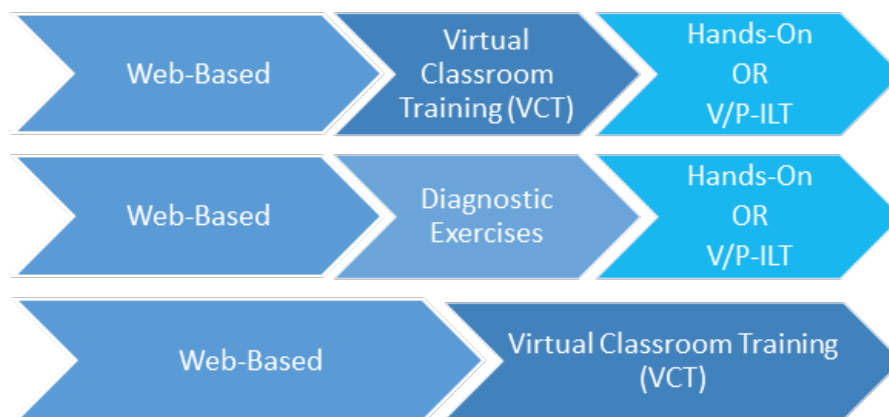 Web-Based
Virtual
Classroom
Training (VCT)
Hands-On
OR
V/P-ILT
Web-Based
Diagnostic
Exercises
Hands-On
OR
V/P-ILT
Web-Based
Virtual Classroom Training
(VCT)